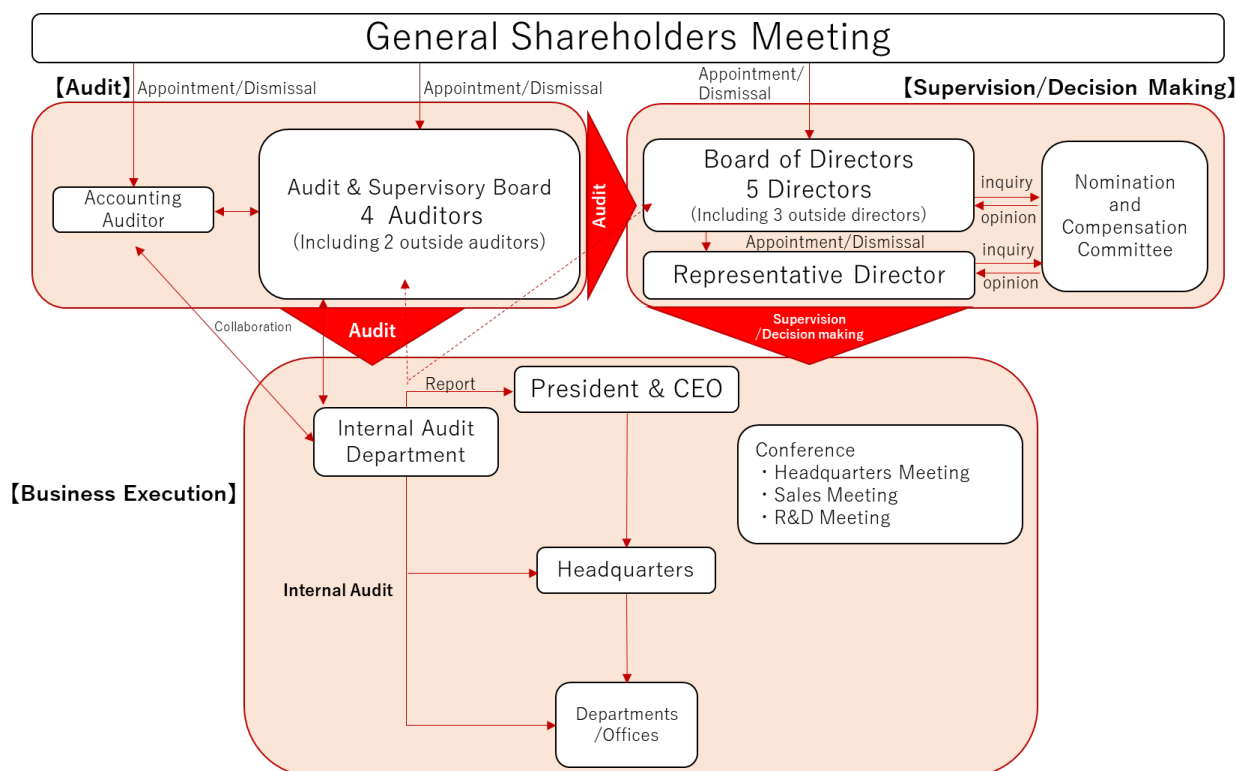 General Shareholders Meeting
【Audit】
Appointment/Dismissal
Appointment/Dismissal
Appointment/
Dismissal
【Supervision/Decision Making】
Accounting
Auditor
Audit & Supervisory Board
4 Auditors
(Including 2 outside auditors)
Audit
Board of Directors
5 Directors
(Including 3 outside directors)
inquiry
opinion
Nomination
and
Compensation
Committee
Appointment/Dismissal
Representative Director
inquiry
opinion
Collaboration
Audit
Supervision
/Decision making
Report
President & CEO
Internal Audit
Department
Conference
・Headquarters Meeting
・Sales Meeting
・R&D Meeting
【Business Execution】
Internal Audit
Headquarters
Departments
/Offices